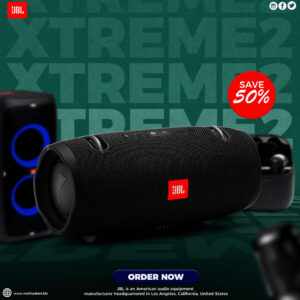 JBL
XTREME2
XTREME2
XTREME2
SAVE
50%
XTREME2
JBL
ORDER NOW
JBL is an American audio equipment
manufacturer headquartered in Los Angeles, California, United States